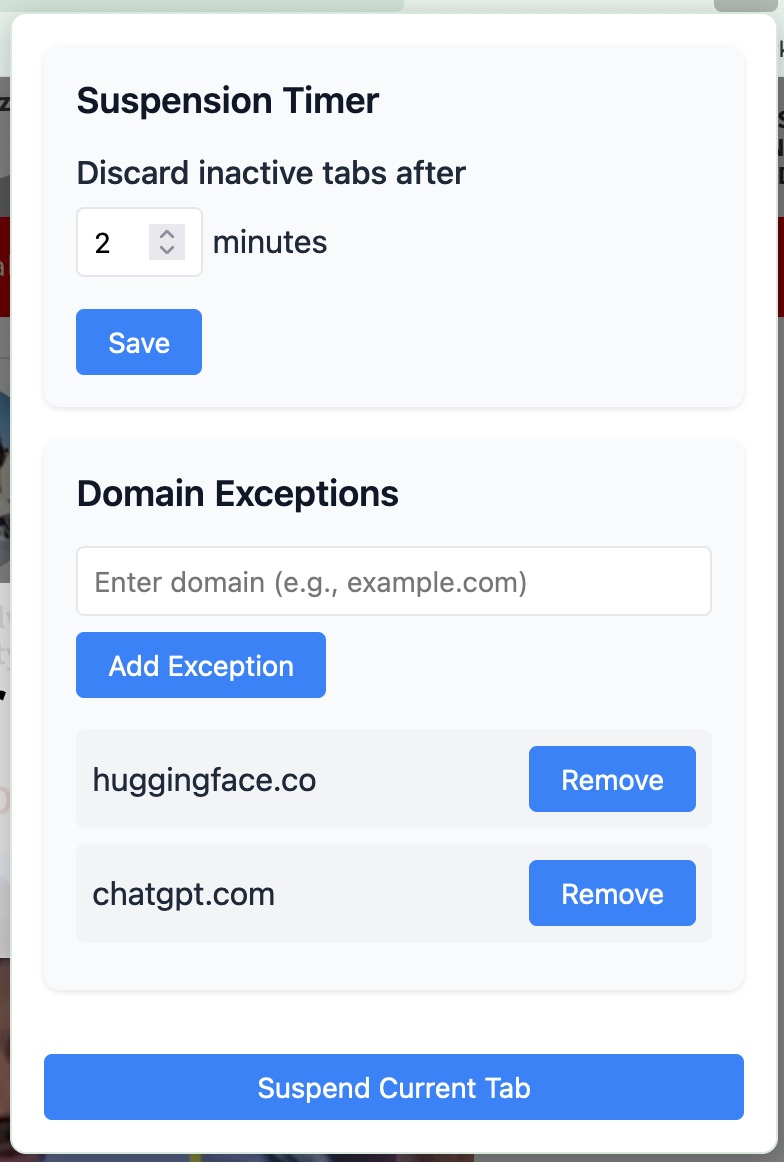 Suspension Timer
Discard inactive tabs after
2 minutes
Save
Domain Exceptions
Enter domain (e.g., example.com)
Add Exception
huggingface.co Remove
chatgpt.com Remove
Suspend Current Tab